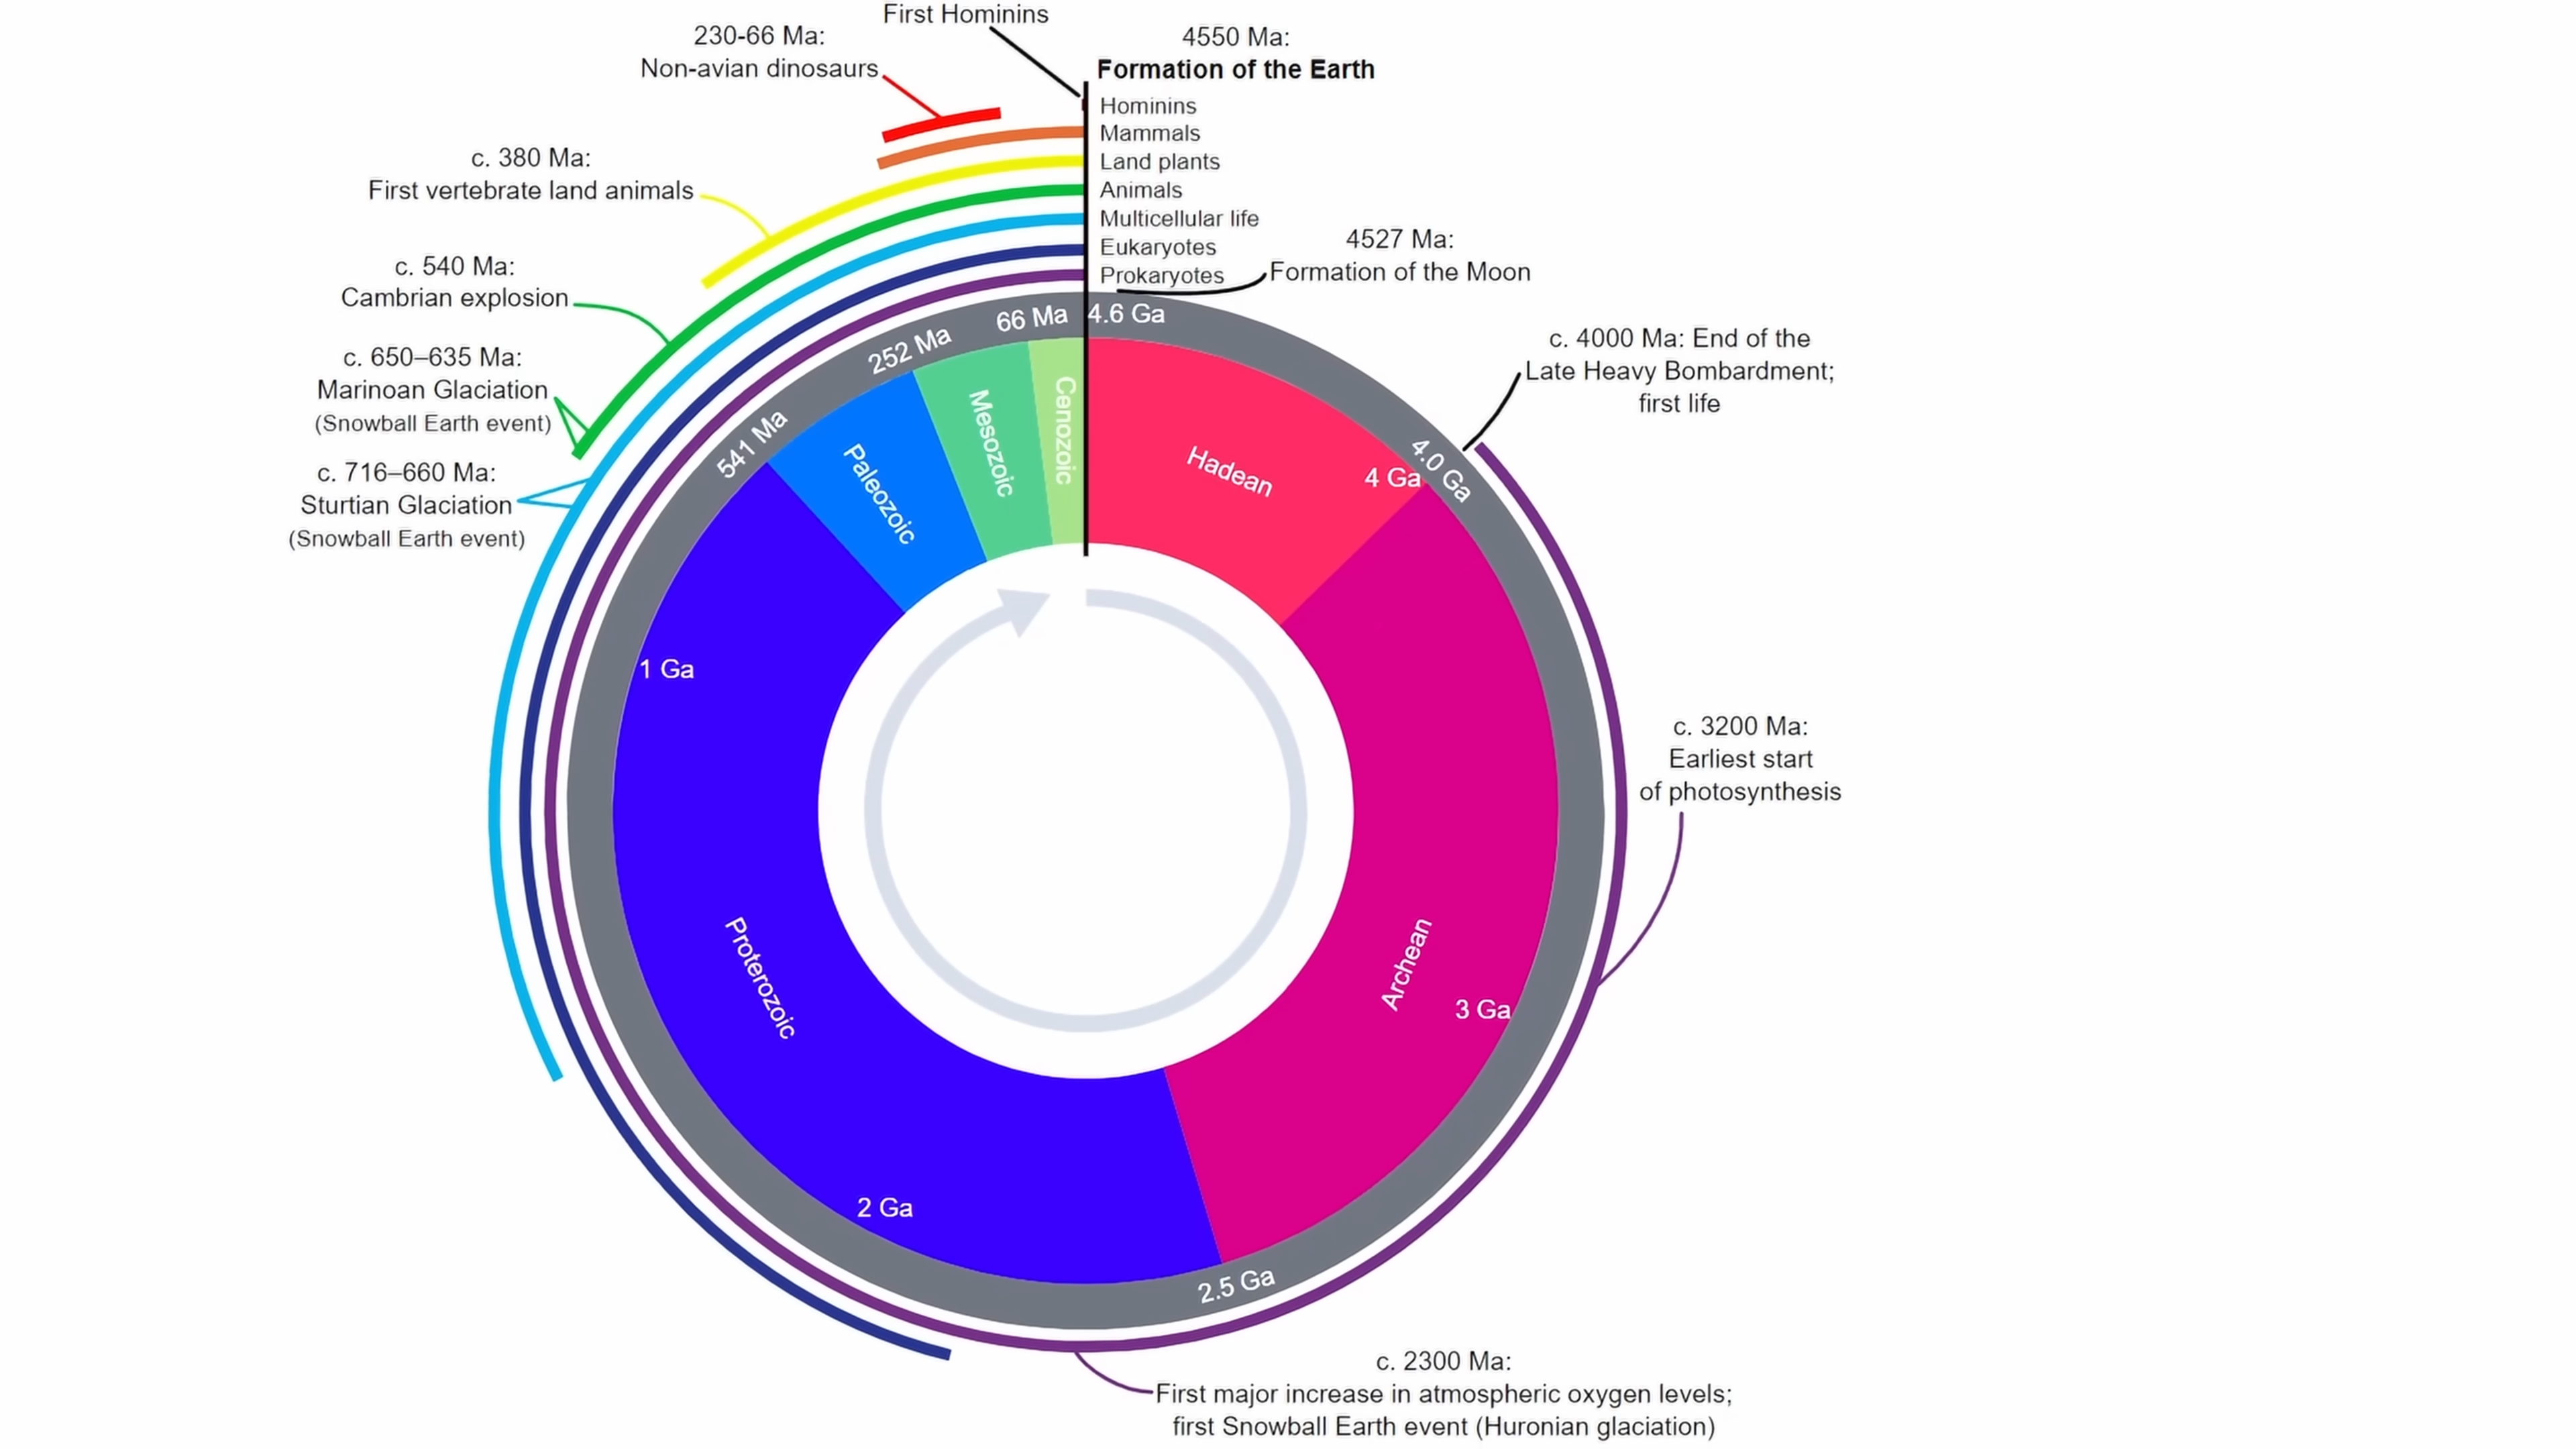 First Hominins
230-66 Ma:
Non-avian dinosaurs
4550 Ma:
Formation of the Earth
Hominins
Mammals
Land plants
Animals
Multicellular life
Eukaryotes
Prokaryotes
4527 Ma:
Formation of the Moon
c. 380 Ma:
First vertebrate land animals
c. 540 Ma:
Cambrian explosion
c. 650–635 Ma:
Marinoan Glaciation
(Snowball Earth event)
c. 716–660 Ma:
Sturtian Glaciation
(Snowball Earth event)
c. 4000 Ma: End of the
Late Heavy Bombardment;
first life
c. 3200 Ma:
Earliest start
of photosynthesis
c. 2300 Ma:
First major increase in atmospheric oxygen levels;
first Snowball Earth event (Huronian glaciation)
4.6 Ga
4.0 Ga
2.5 Ga
541 Ma
252 Ma
66 Ma
Hadean
4 Ga
Archean
3 Ga
2 Ga
Proterozoic
1 Ga
Paleozoic
Mesozoic
Cenozoic